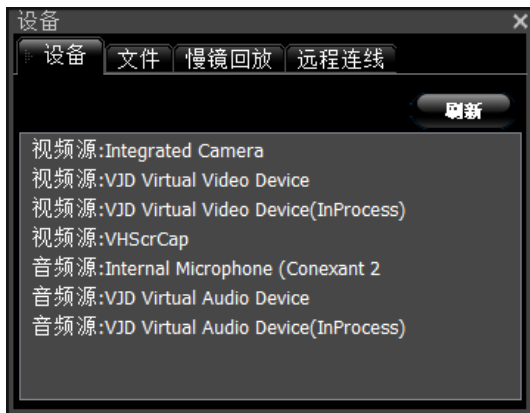 设备
设备 文件 慢镜回放 远程连线
刷新
视频源:Integrated Camera
视频源:VJD Virtual Video Device
视频源:VJD Virtual Video Device(InProcess)
视频源:VHScrCap
音频源:Internal Microphone (Conexant 2
音频源:VJD Virtual Audio Device
音频源:VJD Virtual Audio Device(InProcess)